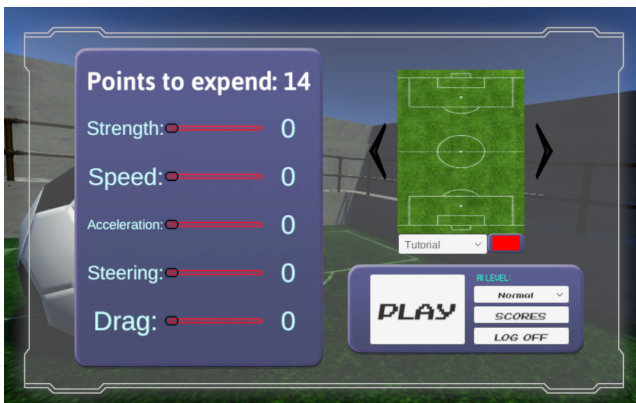 Points to expend: 14
Strength: 0
Speed: 0
Acceleration: 0
Steering: 0
Drag: 0
Tutorial
PLAY
AI LEVEL:
Normal
SCORES
LOG OFF